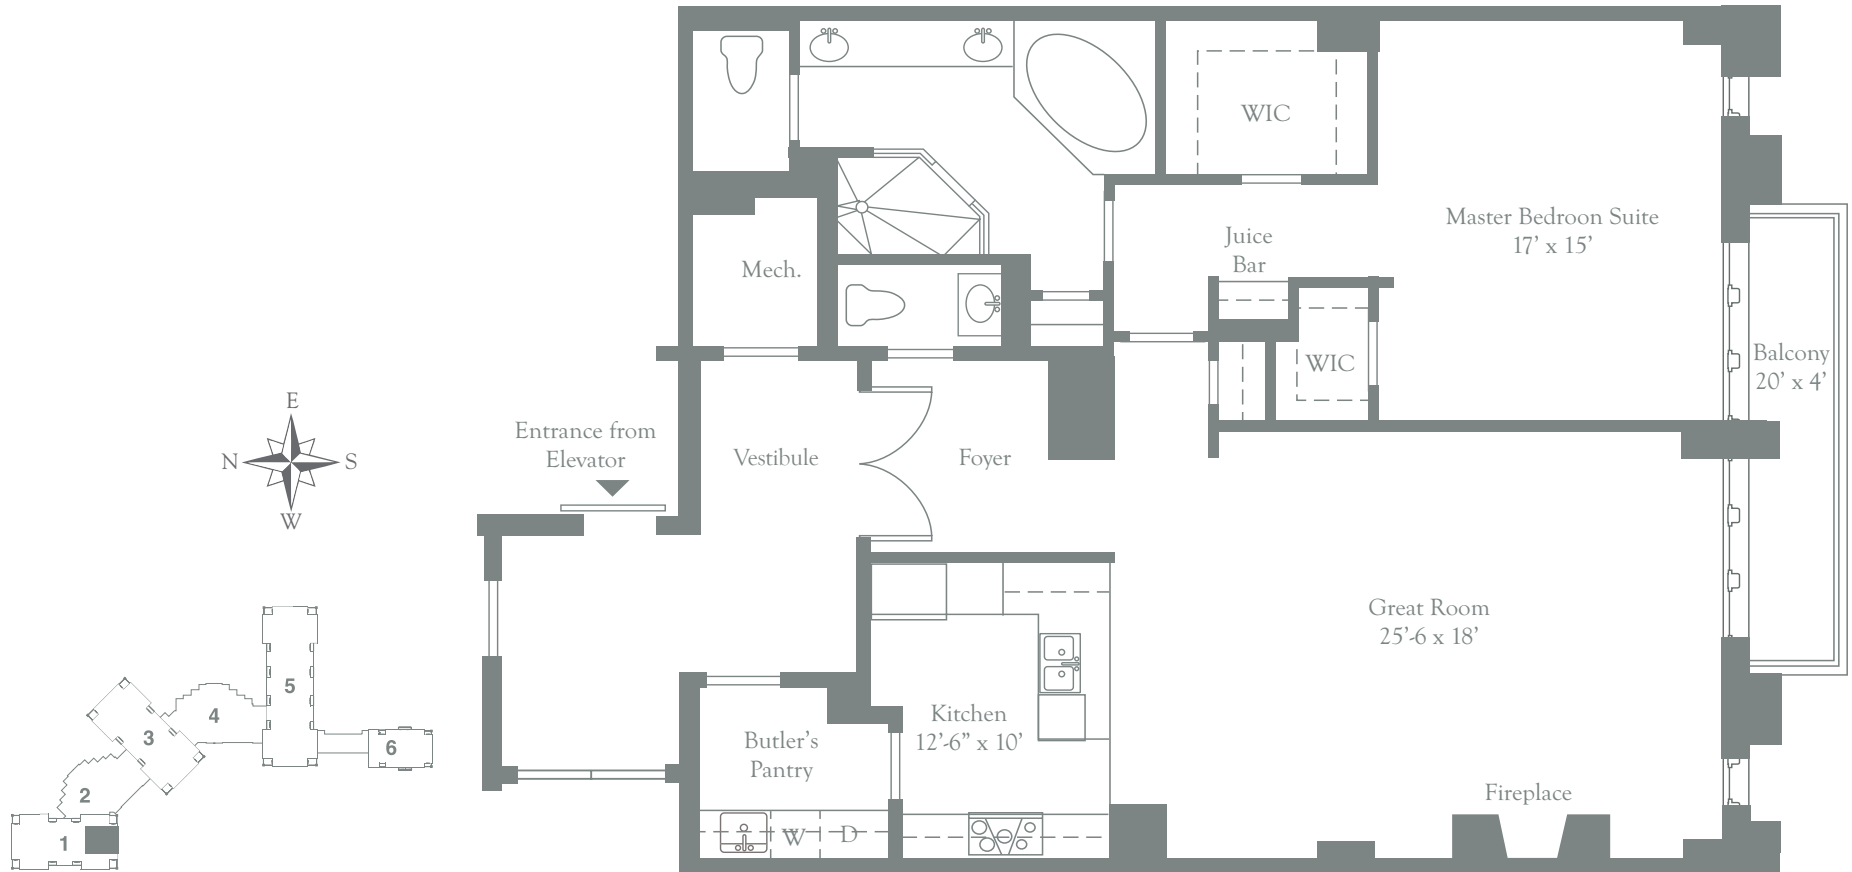 WIC
Master Bedroon Suite
17’ x 15’
Juice
Bar
Mech.
WIC
Balcony
20’ x 4’
E
N
S
W
Entrance from
Elevator
Vestibule
Foyer
Great Room
25’-6 x 18’
Kitchen
12’-6” x 10’
Butler’s
Pantry
Fireplace
W
D
5
4
3
6
2
1